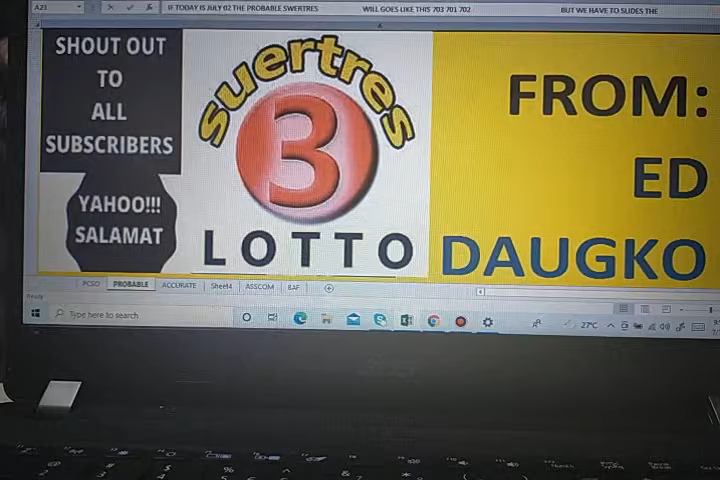 A23
IF TODAY IS JULY 02 THE PROBABLE SWERTRES WILL GOES LIKE THIS 703 701 702 BUT WE HAVE TO SLIDES THE
SHOUT OUT
TO
ALL
SUBSCRIBERS
YAHOO!!!
SALAMAT
suertres
3
LOTTO
FROM:
ED
DAUGKO
PCSO PROBABLE ACCURATE Sheet4 ASSCOM BAF
Ready
Type here to search
27°C